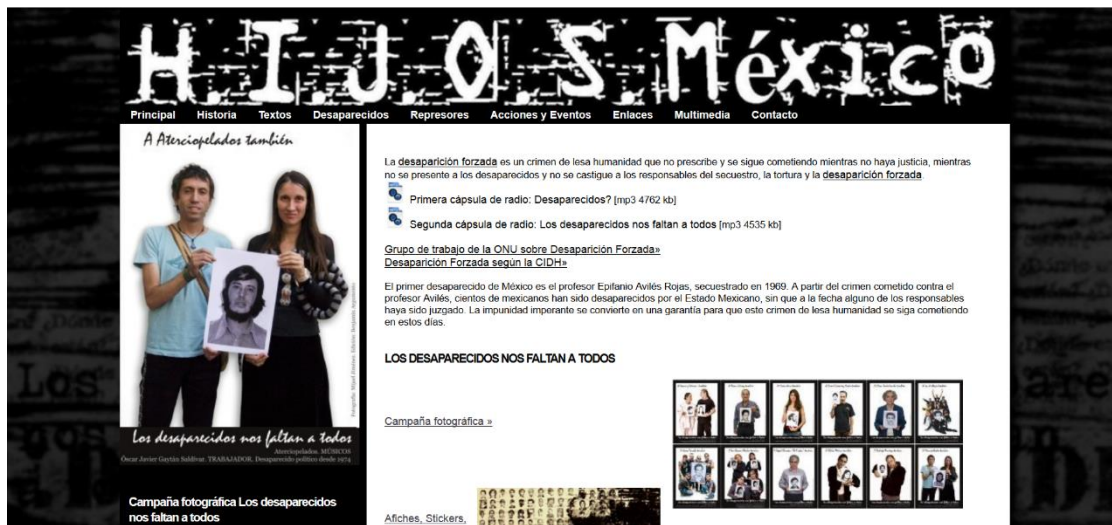 H.I.J.O.S. México
Principal Historia Textos Desaparecidos Represores Acciones y Eventos Enlaces Multimedia Contacto
A Aterciopelados también
Los desaparecidos nos faltan a todos
Aterciopelados. MÚSICOS
Óscar Javier Gaytán Saldívar. TRABAJADOR. Desaparecido político desde 1974
Campaña fotográfica Los desaparecidos
nos faltan a todos
La desaparición forzada es un crimen de lesa humanidad que no prescribe y se sigue cometiendo mientras no haya justicia, mientras
no se presente a los desaparecidos y no se castigue a los responsables del secuestro, la tortura y la desaparición forzada.
Primera cápsula de radio: Desaparecidos? [mp3 4762 kb]
Segunda cápsula de radio: Los desaparecidos nos faltan a todos [mp3 4535 kb]
Grupo de trabajo de la ONU sobre Desaparición Forzada»
Desaparición Forzada según la CIDH»
El primer desaparecido de México es el profesor Epifanio Avilés Rojas, secuestrado en 1969. A partir del crimen cometido contra el
profesor Avilés, cientos de mexicanos han sido desaparecidos por el Estado Mexicano, sin que a la fecha alguno de los responsables
haya sido juzgado. La impunidad imperante se convierte en una garantía para que este crimen de lesa humanidad se siga cometiendo
en estos días.
LOS DESAPARECIDOS NOS FALTAN A TODOS
Campaña fotográfica »
Afiches, Stickers,